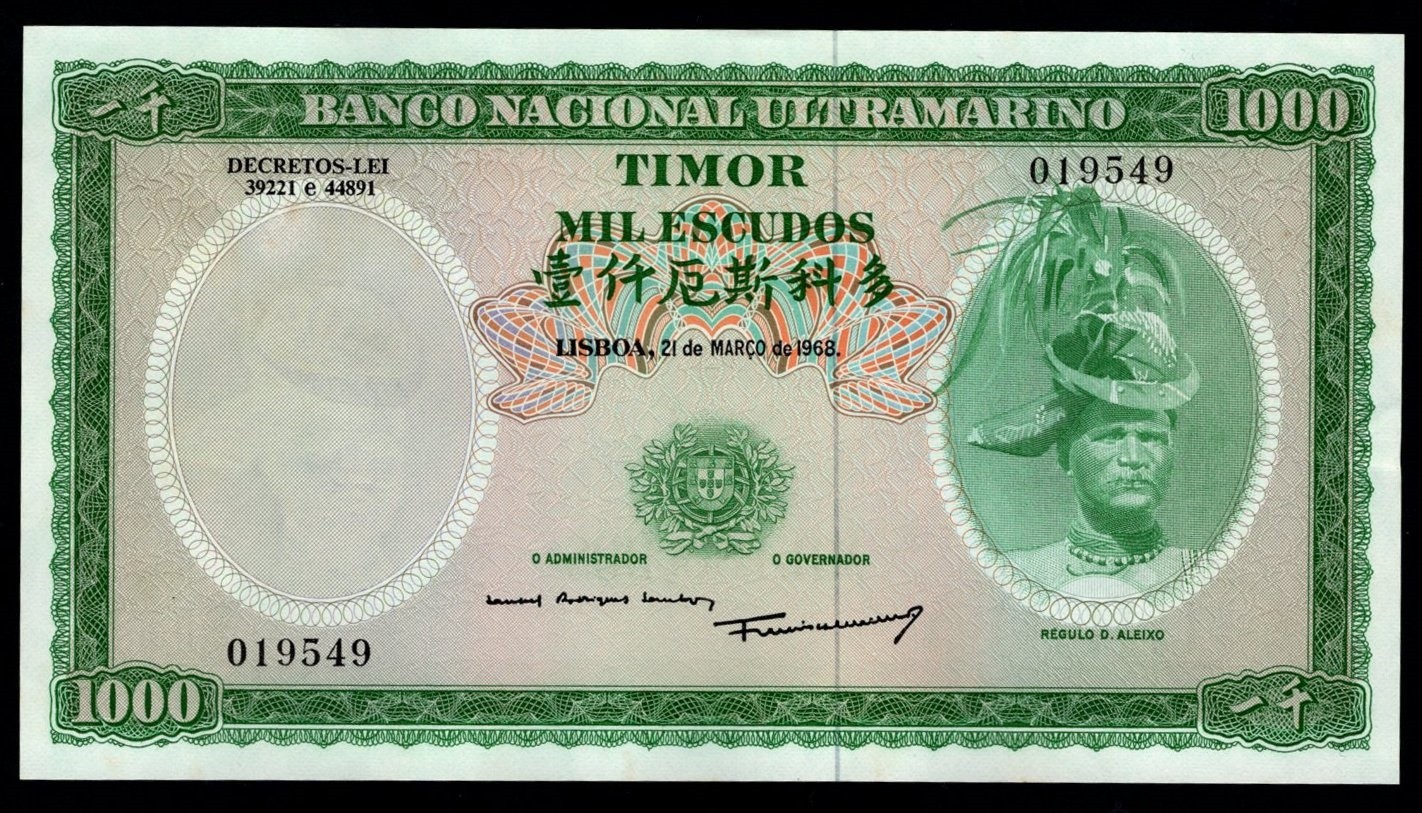 一千
BANCO NACIONAL ULTRAMARINO
1000
DECRETOS-LEI
39221 e 44891
TIMOR
019549
MIL ESCUDOS
壹仟厄斯科多
LISBOA, 21 de MARÇO de 1968.
O ADMINISTRADOR
O GOVERNADOR
RÉGULO D. ALEIXO
019549
1000
一千